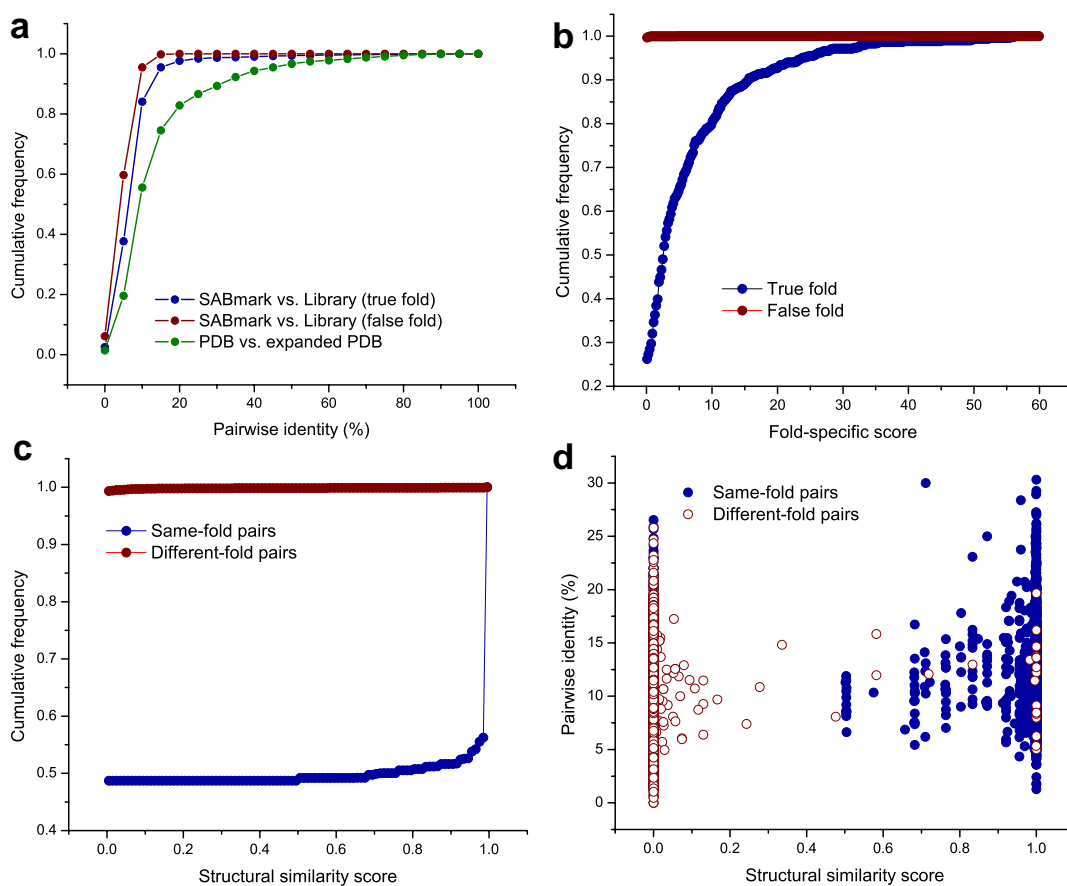 a
1.0
0.8
0.6
0.4
0.2
0.0
Cumulative frequency
SABmark vs. Library (true fold)
SABmark vs. Library (false fold)
PDB vs. expanded PDB
0 20 40 60 80 100
Pairwise identity (%)
b
1.0
0.9
0.8
0.7
0.6
0.5
0.4
0.3
0.2
Cumulative frequency
True fold
False fold
0 10 20 30 40 50 60
Fold-specific score
c
1.0
0.9
0.8
0.7
0.6
0.5
0.4
Cumulative frequency
Same-fold pairs
Different-fold pairs
0.0 0.2 0.4 0.6 0.8 1.0
Structural similarity score
d
30
25
20
15
10
5
0
Pairwise identity (%)
Same-fold pairs
Different-fold pairs
0.0 0.2 0.4 0.6 0.8 1.0
Structural similarity score